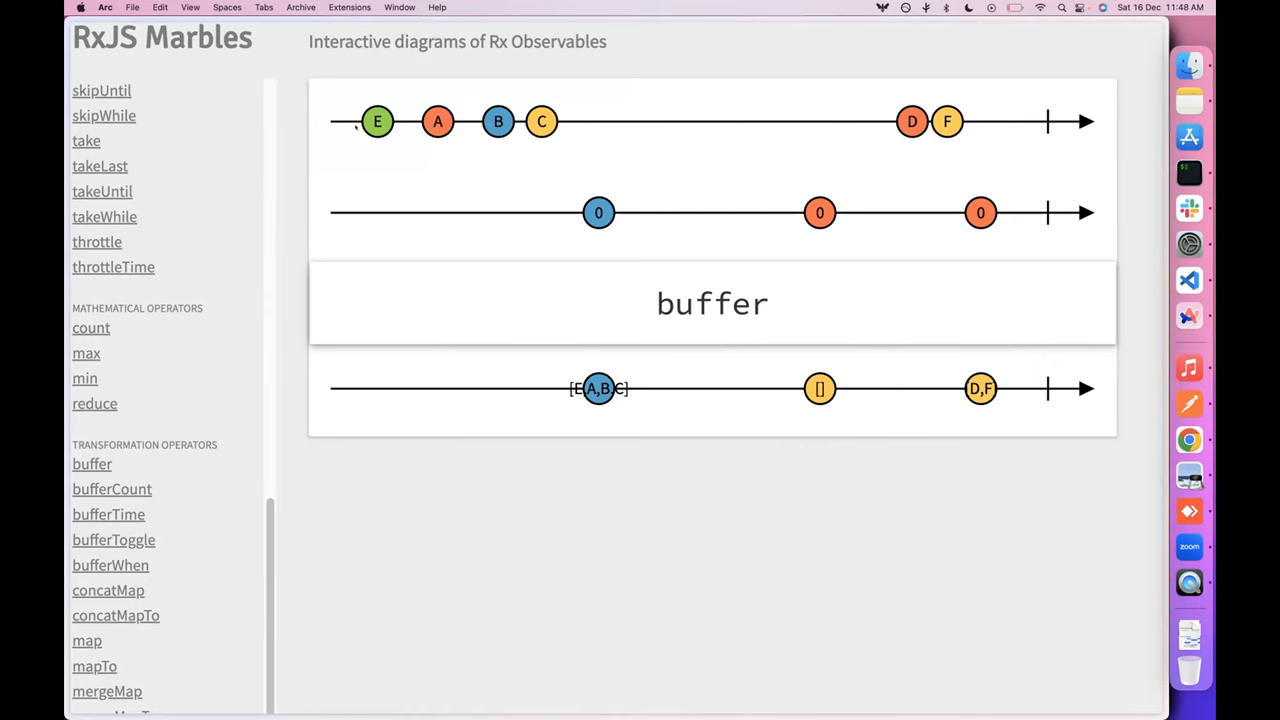 Arc File Edit View Spaces Tabs Archive Extensions Window Help Sat 16 Dec 11:48 AM
RxJS Marbles
Interactive diagrams of Rx Observables
skipUntil
skipWhile
take
takeLast
takeUntil
takeWhile
throttle
throttleTime
MATHEMATICAL OPERATORS
count
max
min
reduce
TRANSFORMATION OPERATORS
buffer
bufferCount
bufferTime
bufferToggle
bufferWhen
concatMap
concatMapTo
map
mapTo
mergeMap
E A B C D F
0 0 0
buffer
[E,A,B,C] [] D,F
zoom